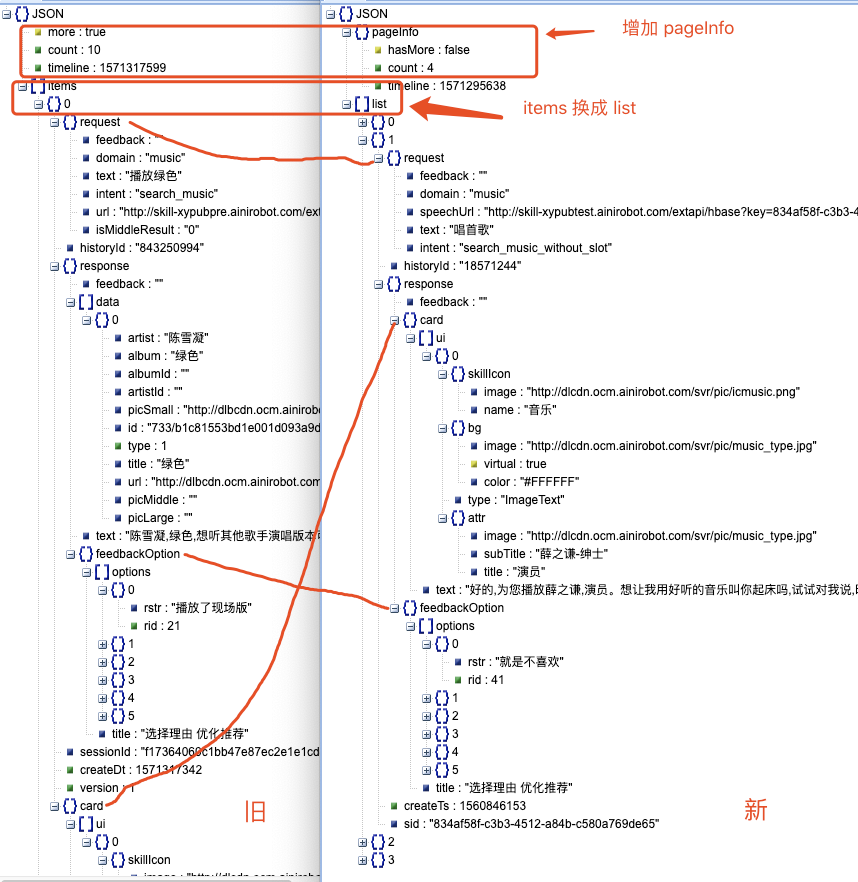 JSON
more : true
count : 10
timeline : 1571317599
items
0
request
feedback : ""
domain : "music"
text : "播放绿色"
intent : "search_music"
url : "http://skill-xypubpre.ainirobot.com/ext
isMiddleResult : "0"
historyId : "843250994"
response
feedback : ""
data
0
artist : "陈雪凝"
album : "绿色"
albumId : ""
artistId : ""
picSmall : "http://dlbcdn.ocm.ainirobo
id : "733/b1c81553bd1e001d093a9d
type : 1
title : "绿色"
url : "http://dlbcdn.ocm.ainirobot.com
picMiddle : ""
picLarge : ""
text : "陈雪凝,绿色,想听其他歌手演唱版本
feedbackOption
options
0
rstr : "播放了现场版"
rid : 21
1
2
3
4
5
title : "选择理由 优化推荐"
sessionId : "f17364060c1bb47e87ec2e1e1cd
createDt : 1571317342
version : 1
card
ui
0
skillIcon
旧
JSON
pageInfo
hasMore : false
count : 4
timeline : 1571295638
list
0
1
request
feedback : ""
domain : "music"
speechUrl : "http://skill-xypubtest.ainirobot.com/extapi/hbase?key=834af58f-c3b3-4
text : "唱首歌"
intent : "search_music_without_slot"
historyId : "18571244"
response
feedback : ""
card
ui
0
skillIcon
image : "http://dlcdn.ocm.ainirobot.com/svr/pic/icmusic.png"
name : "音乐"
bg
image : "http://dlcdn.ocm.ainirobot.com/svr/pic/music_type.jpg"
virtual : true
color : "#FFFFFF"
type : "ImageText"
attr
image : "http://dlcdn.ocm.ainirobot.com/svr/pic/music_type.jpg"
subTitle : "薛之谦-绅士"
title : "演员"
text : "好的,为您播放薛之谦,演员。想让我用好听的音乐叫你起床吗,试试对我说,
feedbackOption
options
0
rstr : "就是不喜欢"
rid : 41
1
2
3
4
5
title : "选择理由 优化推荐"
createTs : 1560846153
sid : "834af58f-c3b3-4512-a84b-c580a769de65"
2
3
增加 pageInfo
items 换成 list
新